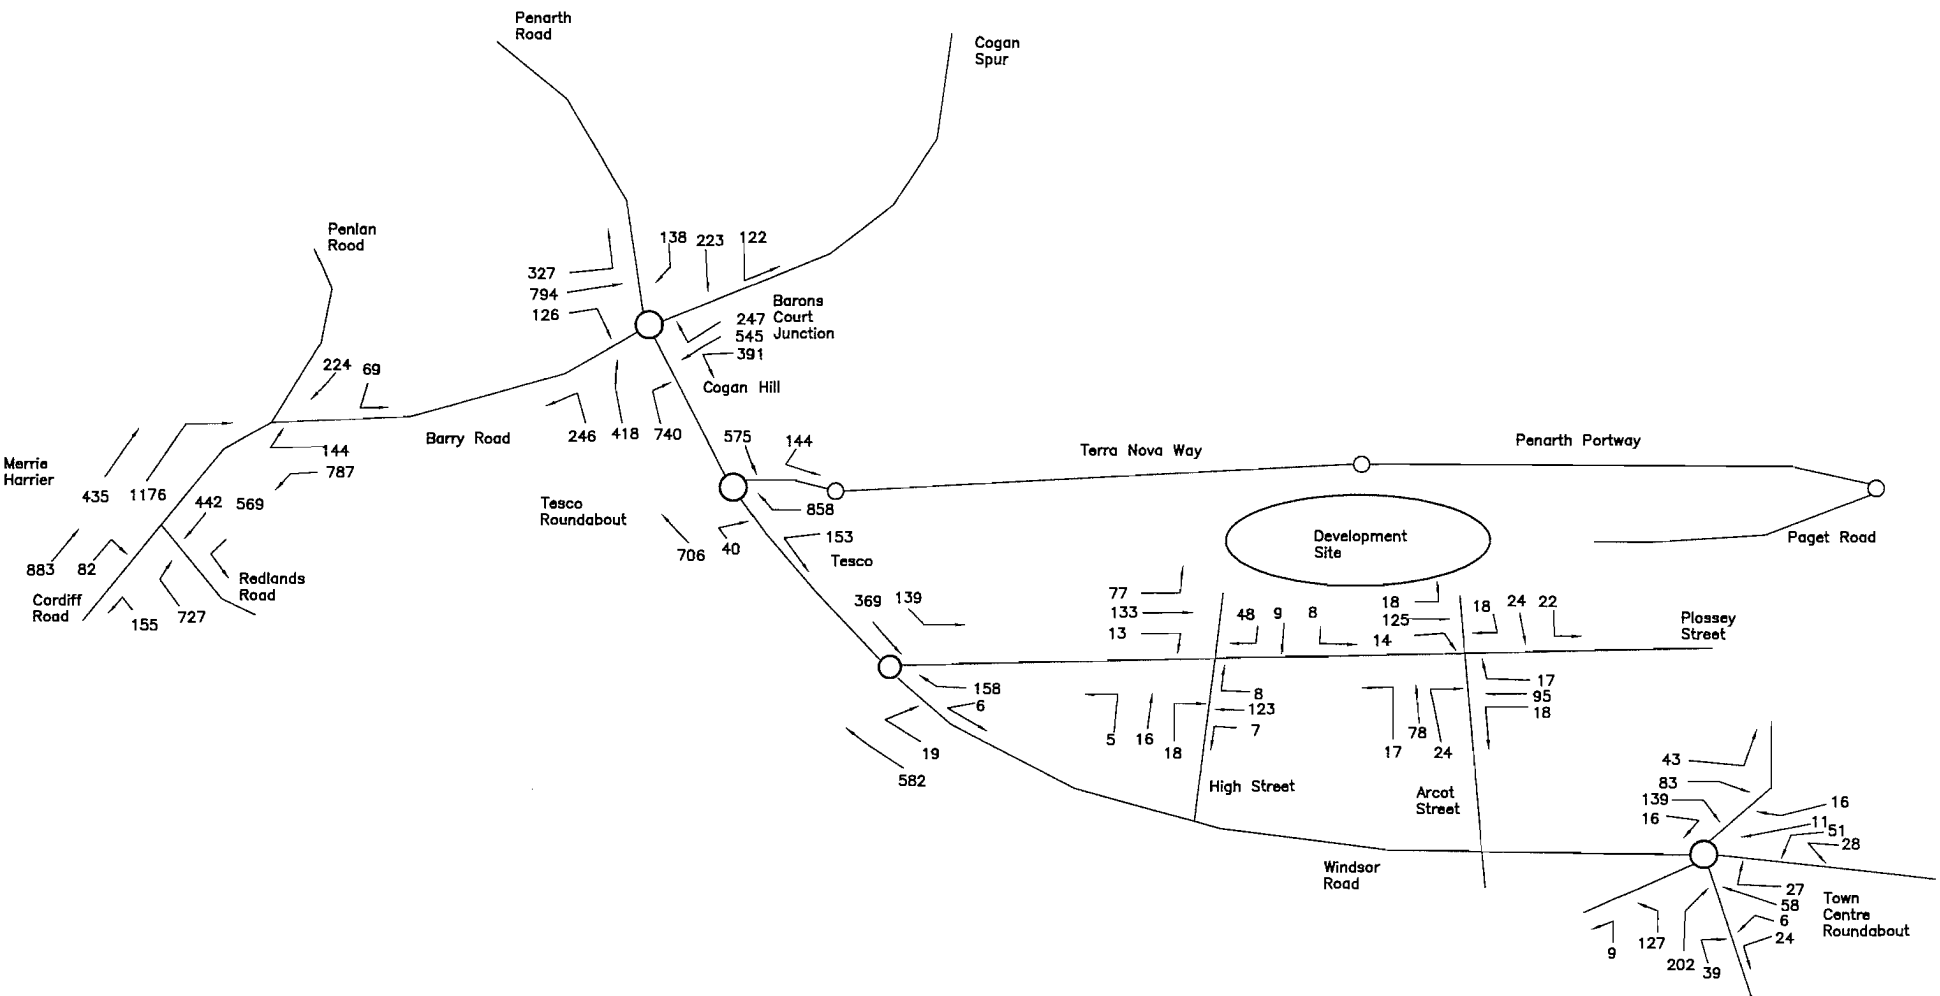 Penarth
Road
Cogan
Spur
Penlan
Rood
138
223
122
327
794
126
Barons
Court
Junction
247
545
391
Cogan Hill
224
69
Barry Road
246
418
740
575
144
Terra Nova Way
Penarth Portway
Merrie
Harrier
144
787
435
1176
442
569
Tesco
Roundabout
858
706
40
153
Tesco
Development
Site
Paget Road
883
82
Cordiff
Road
155
727
Redlands
Road
369
139
77
133
13
48
9
8
18
125
14
18
24
22
Plossey
Street
158
6
19
582
5
16
18
8
123
7
17
78
24
17
95
18
High Street
Arcot
Street
43
83
139
16
16
11
51
28
Windsor
Road
27
58
6
24
Town
Centre
Roundabout
9
127
202
39